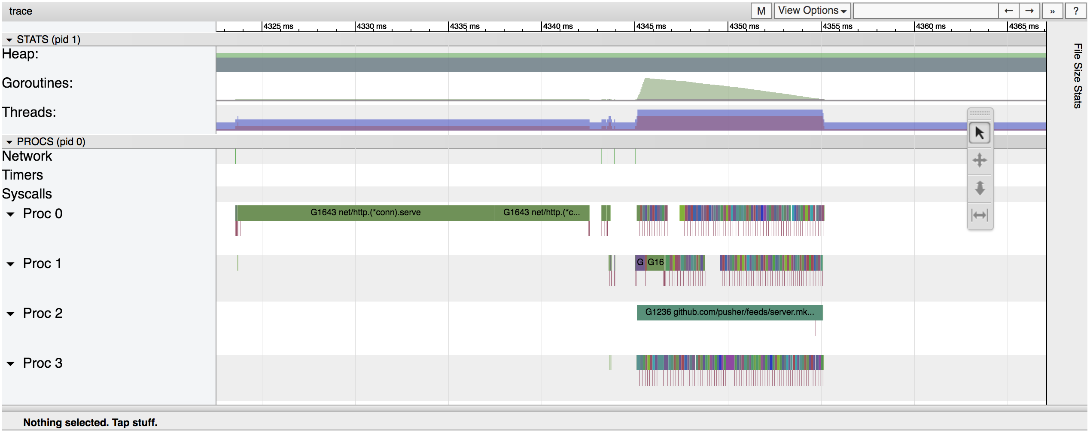 trace M View Options ← → » ?
4325 ms 4330 ms 4335 ms 4340 ms 4345 ms 4350 ms 4355 ms 4360 ms 4365 ms
STATS (pid 1)
Heap:
Goroutines:
Threads:
PROCS (pid 0)
Network
Timers
Syscalls
Proc 0 G1643 net/http.(*conn).serve G1643 net/http.(*c...
Proc 1 G G16
Proc 2 G1236 github.com/pusher/feeds/server.mk...
Proc 3
File Size Stats
Nothing selected. Tap stuff.